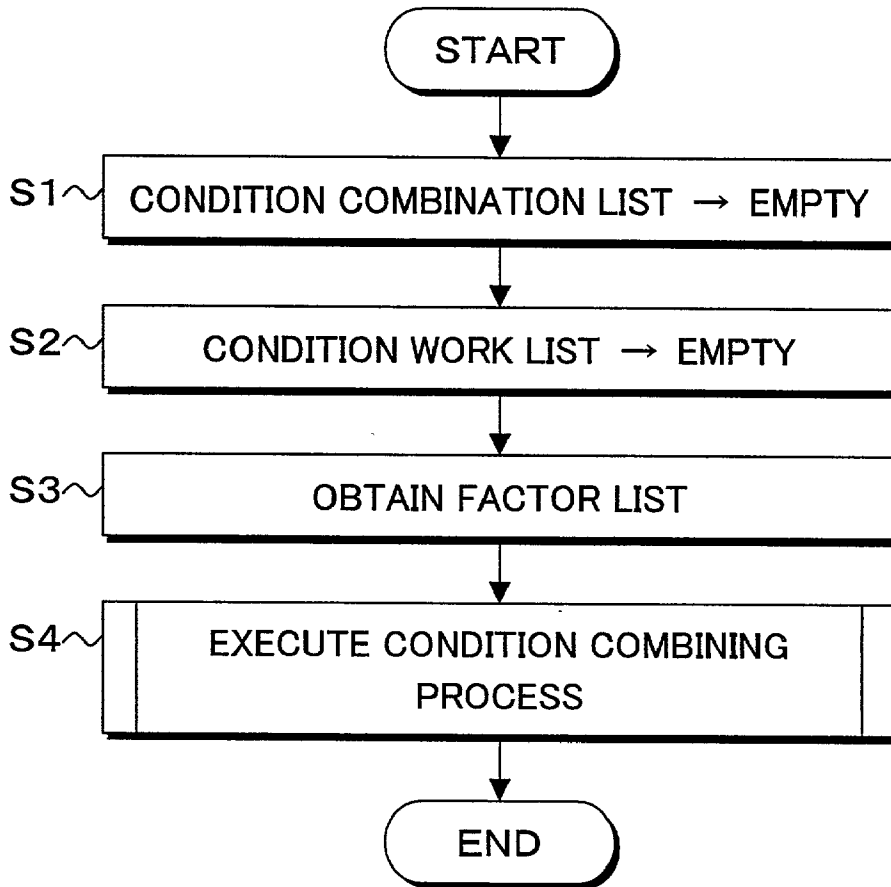 START
S1 CONDITION COMBINATION LIST → EMPTY
S2 CONDITION WORK LIST → EMPTY
S3 OBTAIN FACTOR LIST
S4 EXECUTE CONDITION COMBINING
PROCESS
END